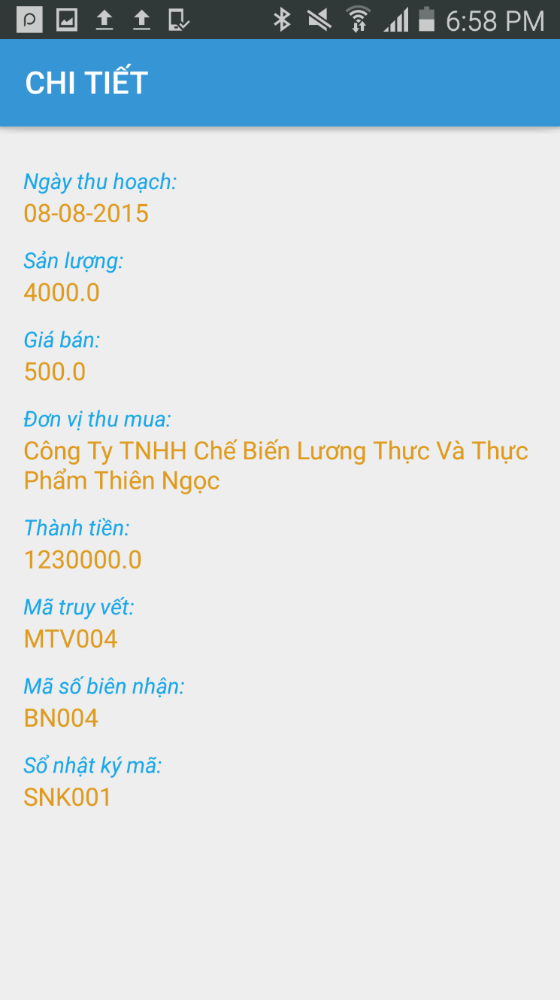 6:58 PM
CHI TIẾT
Ngày thu hoạch:
08-08-2015
Sản lượng:
4000.0
Giá bán:
500.0
Đơn vị thu mua:
Công Ty TNHH Chế Biến Lương Thực Và Thực
Phẩm Thiên Ngọc
Thành tiền:
1230000.0
Mã truy vết:
MTV004
Mã số biên nhận:
BN004
Sổ nhật ký mã:
SNK001